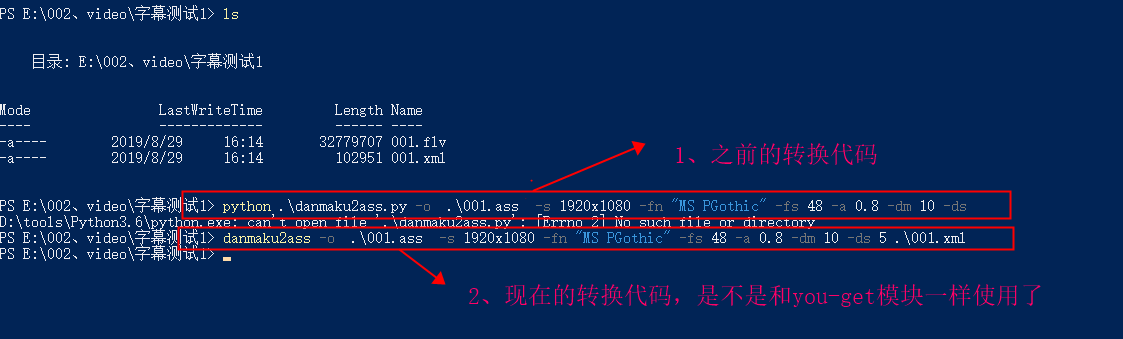 PS E:\002、video\字幕测试1> ls
目录: E:\002、video\字幕测试1
Mode LastWriteTime Length Name
---- ------------- ------ ----
-a---- 2019/8/29 16:14 32779707 001.flv
-a---- 2019/8/29 16:14 102951 001.xml
1、之前的转换代码
PS E:\002、video\字幕测试1> python .\danmaku2ass.py -o .\001.ass -s 1920x1080 -fn "MS PGothic" -fs 48 -a 0.8 -dm 10 -ds
D:\tools\Python3.6\python.exe: can't open file '.\danmaku2ass.py': [Errno 2] No such file or directory
PS E:\002、video\字幕测试1> danmaku2ass -o .\001.ass -s 1920x1080 -fn "MS PGothic" -fs 48 -a 0.8 -dm 10 -ds 5 .\001.xml
PS E:\002、video\字幕测试1>
2、现在的转换代码，是不是和you-get模块一样使用了